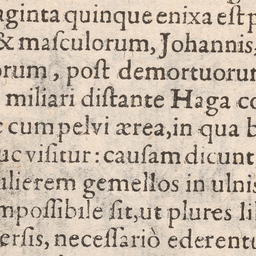 aginta quinque enixa eſt p
& maſculorum, Johannis,
orum, poſt demortuorum
miliari diſtante Haga co
c cum pelvi ærea, in qua b
uc viſitur: cauſam dicunt
ulierem gemellos in ulnis
mpoſſibile ſit, ut plures li
erſis, neceſſariò ederentu